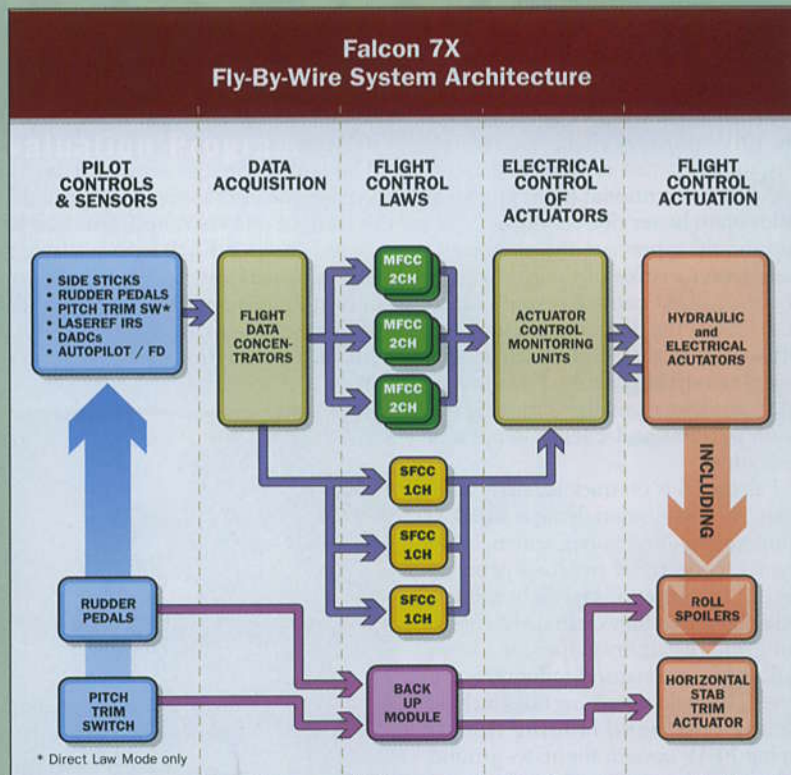 Falcon 7X
Fly-By-Wire System Architecture
PILOT
CONTROLS
& SENSORS
DATA
ACQUISITION
FLIGHT
CONTROL
LAWS
ELECTRICAL
CONTROL
OF
ACTUATORS
FLIGHT
CONTROL
ACTUATION
• SIDE STICKS
• RUDDER PEDALS
• PITCH TRIM SW*
• LASEREF IRS
• DADCs
• AUTOPILOT / FD
FLIGHT
DATA
CONCEN-
TRATORS
MFCC
2CH
MFCC
2CH
MFCC
2CH
ACTUATOR
CONTROL
MONITORING
UNITS
HYDRAULIC
and
ELECTRICAL
ACUTATORS
INCLUDING
SFCC
1CH
SFCC
1CH
SFCC
1CH
RUDDER
PEDALS
ROLL
SPOILERS
PITCH
TRIM
SWITCH
BACK
UP
MODULE
HORIZONTAL
STAB
TRIM
ACTUATOR
* Direct Law Mode only